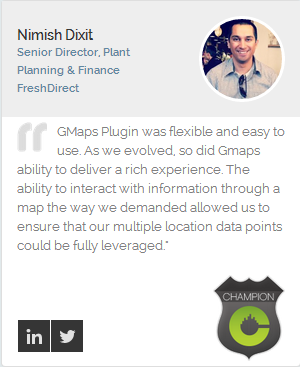 Nimish Dixit
Senior Director, Plant
Planning & Finance
FreshDirect
GMaps Plugin was flexible and easy to
use. As we evolved, so did Gmaps
ability to deliver a rich experience. The
ability to interact with information through a
map the way we demanded allowed us to
ensure that our multiple location data points
could be fully leveraged."
CHAMPION
in